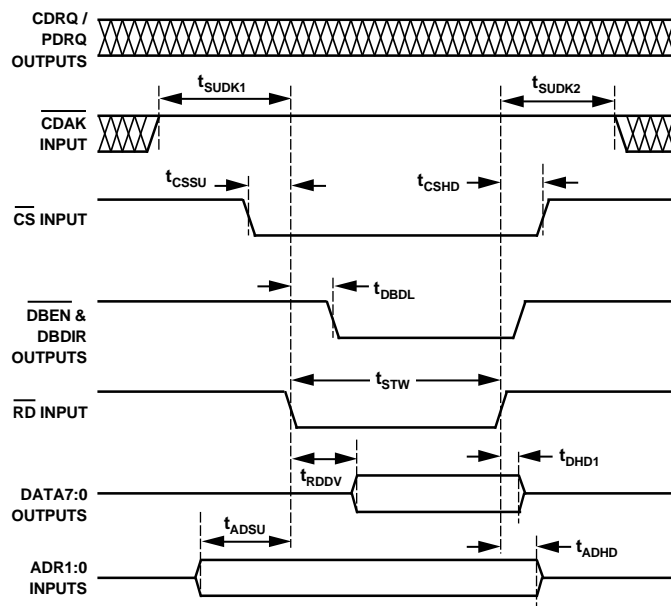 CDRQ /
PDRQ
OUTPUTS
tSUDK1
tSUDK2
CDAK
INPUT
tCSSU
tCSHD
CS INPUT
tDBDL
DBEN &
DBDIR
OUTPUTS
tSTW
RD INPUT
tRDDV
tDHD1
DATA7:0
OUTPUTS
tADSU
tADHD
ADR1:0
INPUTS